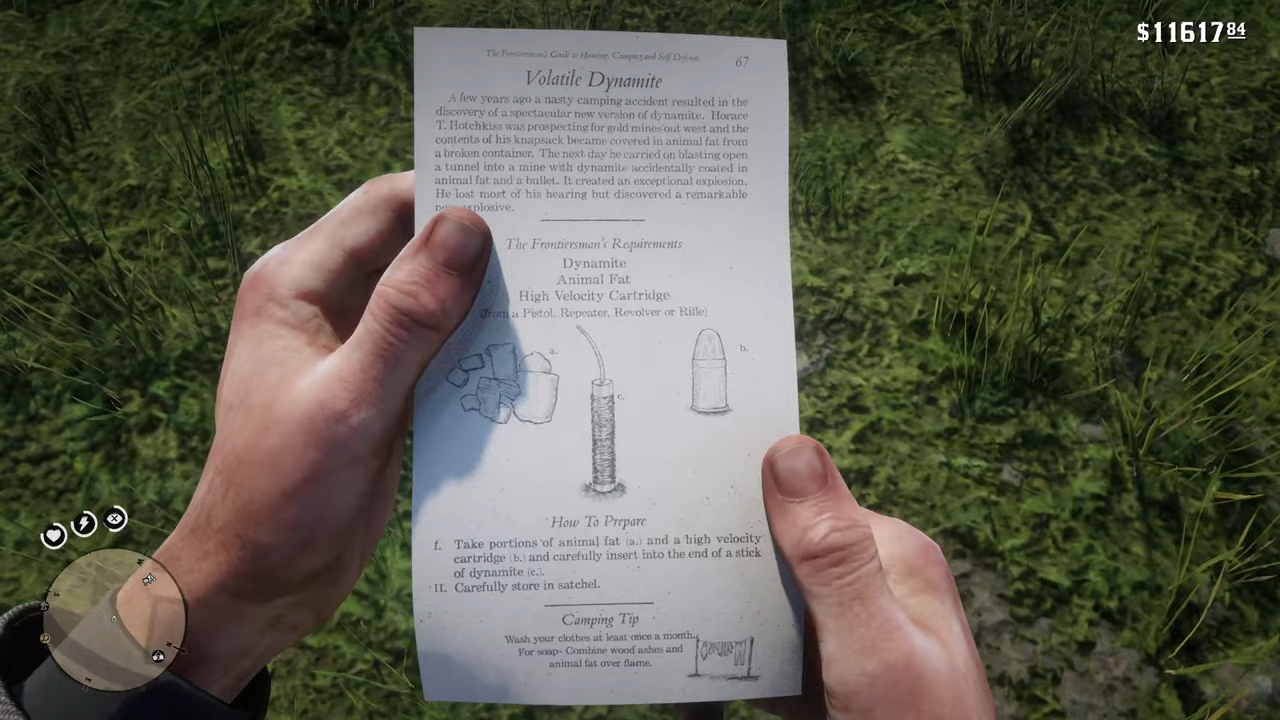 $11617 84
The Frontiersman's Guide to Hunting, Camping and Self Defense.
67
Volatile Dynamite
A few years ago a nasty camping accident resulted in the
discovery of a spectacular new version of dynamite. Horace
T. Hotchkiss was prospecting for gold mines out west and the
contents of his knapsack became covered in animal fat from
a broken container. The next day he carried on blasting open
a tunnel into a mine with dynamite accidentally coated in
animal fat and a bullet. It created an exceptional explosion.
He lost most of his hearing but discovered a remarkable
explosive.
The Frontiersman's Requirements
Dynamite
Animal Fat
High Velocity Cartridge
(from a Pistol, Repeater, Revolver or Rifle)
a.
b.
c.
How To Prepare
I. Take portions of animal fat (a.) and a high velocity
cartridge (b.) and carefully insert into the end of a stick
of dynamite (c.).
II. Carefully store in satchel.
Camping Tip
Wash your clothes at least once a month.
For soap- Combine wood ashes and
animal fat over flame.